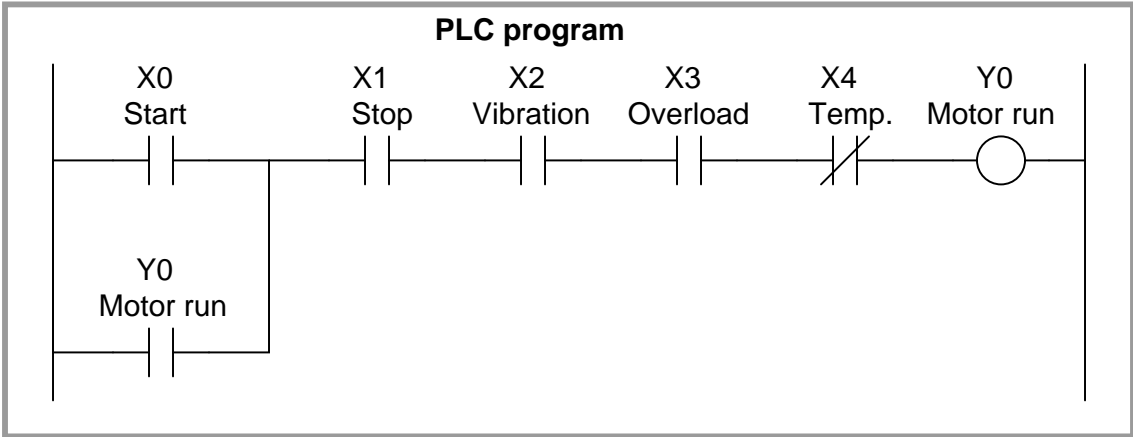 PLC program
X0 X1 X2 X3 X4 Y0
Start Stop Vibration Overload Temp. Motor run
Y0
Motor run